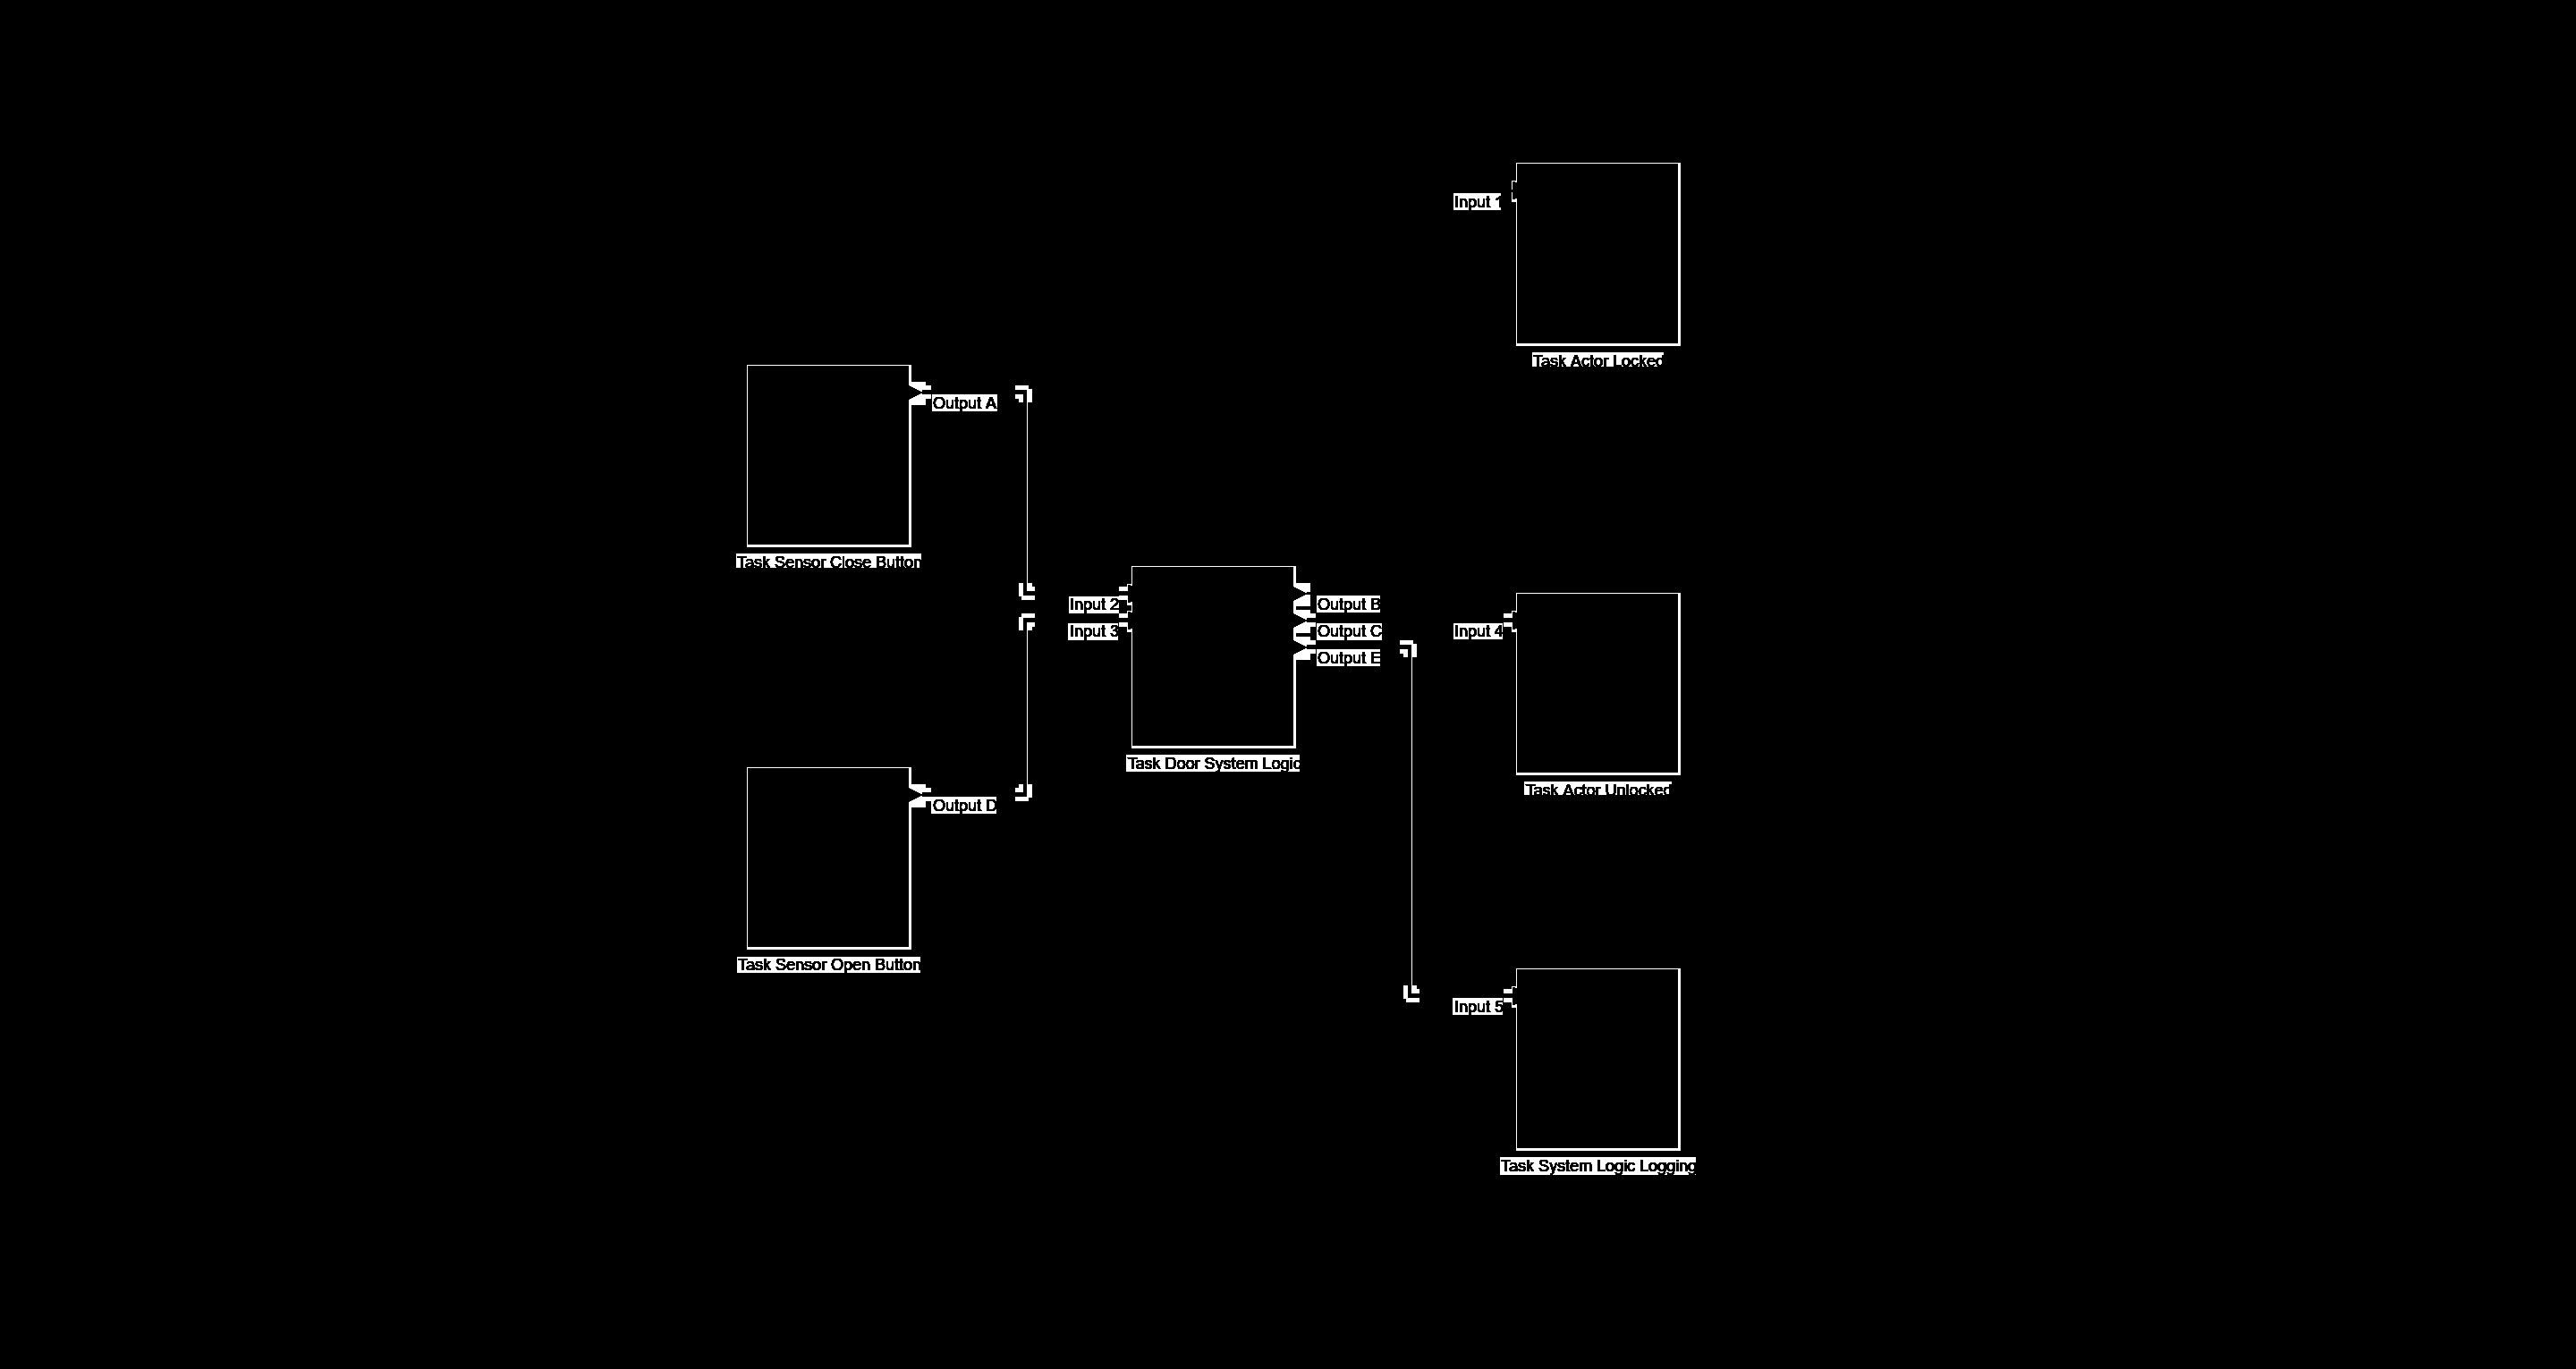 Input 1
Task Actor Locked
Output A
Task Sensor Close Button
Input 2
Input 3
Output B
Output C
Output E
Task Door System Logic
Input 4
Task Actor Unlocked
Output D
Task Sensor Open Button
Input 5
Task System Logic Logging